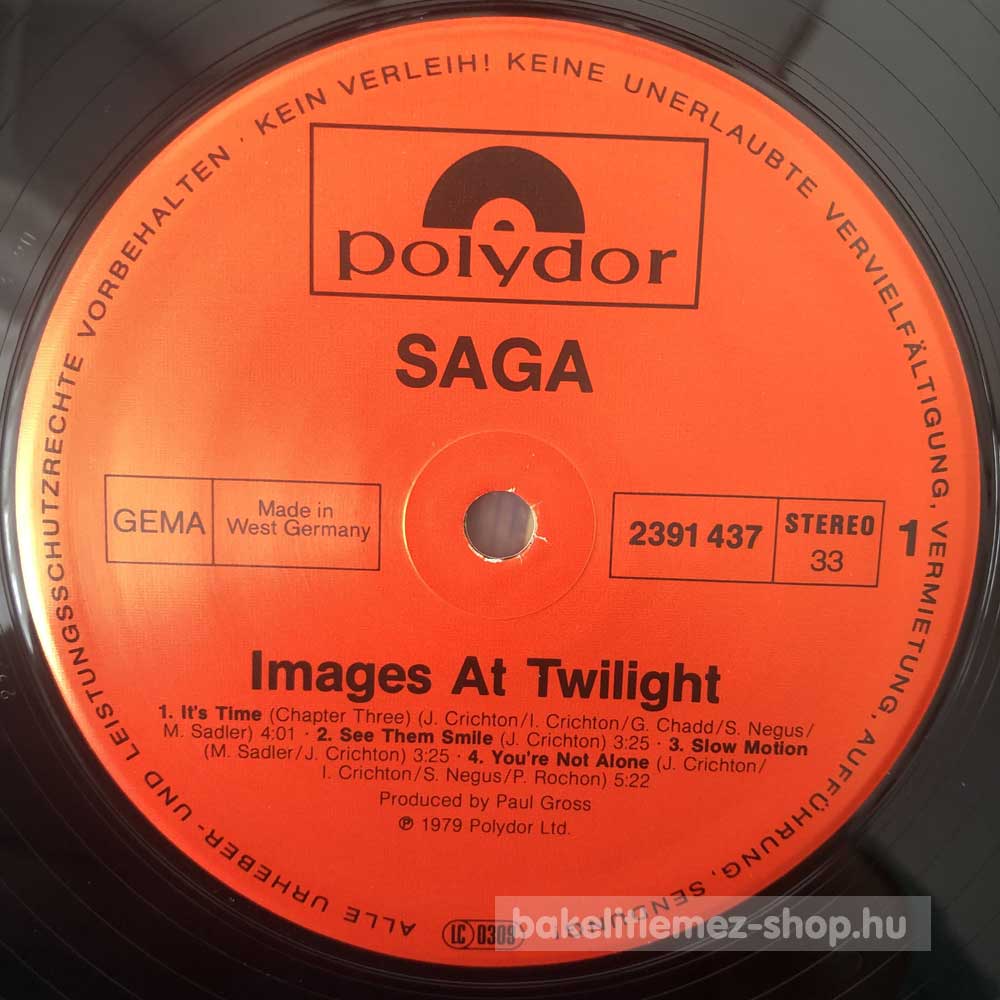 ALLE URHEBER- UND LEISTUNGSSCHUTZRECHTE VORBEHALTEN · KEIN VERLEIH! KEINE UNERLAUBTE VERVIELFÄLTIGUNG, VERMIETUNG, AUFFÜHRUNG, SENDUNG!
polydor
SAGA
GEMA
Made in
West Germany
2391 437
STEREO
33
1
Images At Twilight
1. It's Time (Chapter Three) (J. Crichton/I. Crichton/G. Chadd/S. Negus/
M. Sadler) 4:01 · 2. See Them Smile (J. Crichton) 3:25 · 3. Slow Motion
(M. Sadler/J. Crichton) 3:25 · 4. You're Not Alone (J. Crichton/
I. Crichton/S. Negus/P. Rochon) 5:22
Produced by Paul Gross
℗ 1979 Polydor Ltd.
LC 0309
bakelitlemez-shop.hu